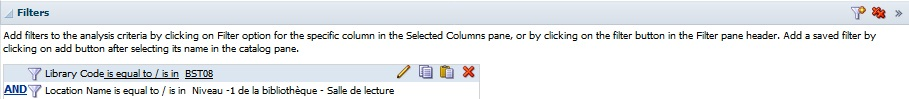 Filters
Add filters to the analysis criteria by clicking on Filter option for the specific column in the Selected Columns pane, or by clicking on the filter button in the Filter pane header. Add a saved filter by
clicking on add button after selecting its name in the catalog pane.
Library Code is equal to / is in BST08
AND Location Name is equal to / is in Niveau -1 de la bibliothèque - Salle de lecture